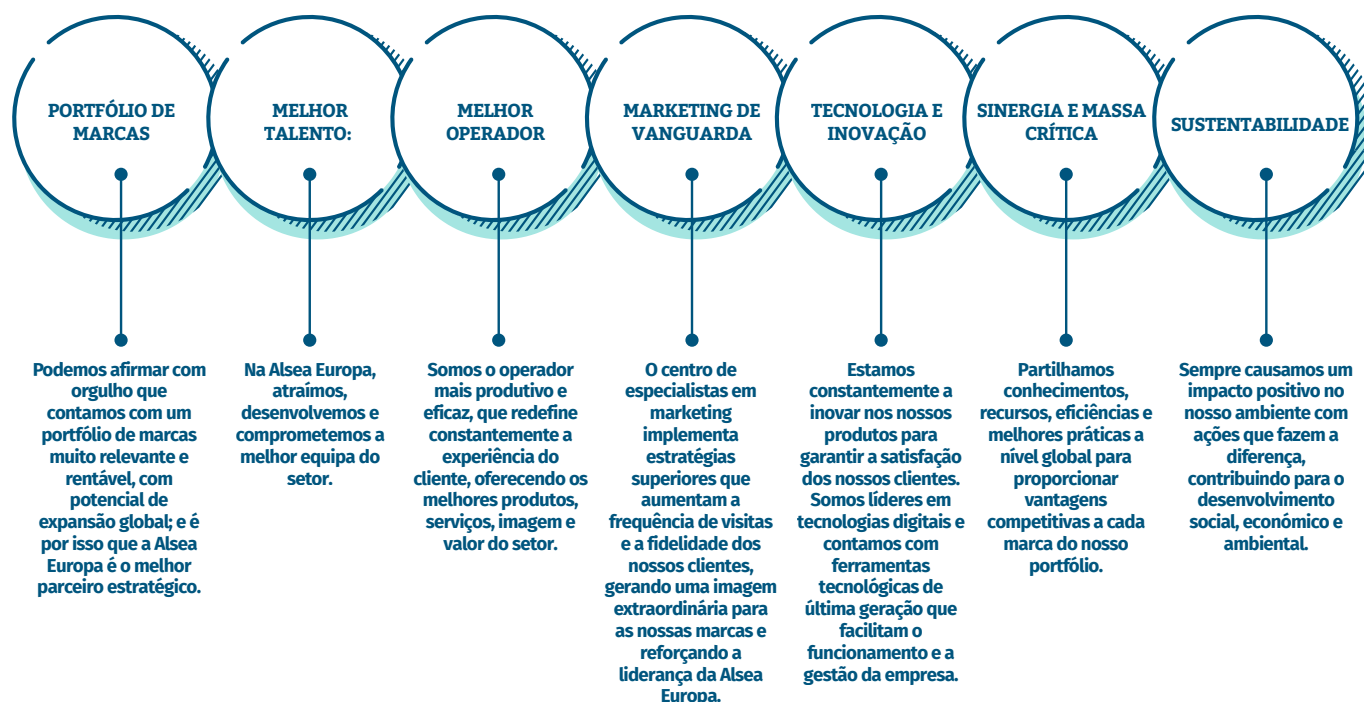 PORTFÓLIO DE
MARCAS
MELHOR
TALENTO:
MELHOR
OPERADOR
MARKETING DE
VANGUARDA
TECNOLOGIA E
INOVAÇÃO
SINERGIA E MASSA
CRÍTICA
SUSTENTABILIDADE
Podemos afirmar com
orgulho que
contamos com um
portfólio de marcas
muito relevante e
rentável, com
potencial de
expansão global; e é
por isso que a Alsea
Europa é o melhor
parceiro estratégico.
Na Alsea Europa,
atraímos,
desenvolvemos e
comprometemos a
melhor equipa do
setor.
Somos o operador
mais produtivo e
eficaz, que redefine
constantemente a
experiência do
cliente, oferecendo os
melhores produtos,
serviços, imagem e
valor do setor.
O centro de
especialistas em
marketing
implementa
estratégias
superiores que
aumentam a
frequência de visitas
e a fidelidade dos
nossos clientes,
gerando uma imagem
extraordinária para
as nossas marcas e
reforçando a
liderança da Alsea
Europa.
Estamos
constantemente a
inovar nos nossos
produtos para
garantir a satisfação
dos nossos clientes.
Somos líderes em
tecnologias digitais e
contamos com
ferramentas
tecnológicas de
última geração que
facilitam o
funcionamento e a
gestão da empresa.
Partilhamos
conhecimentos,
recursos, eficiências e
melhores práticas a
nível global para
proporcionar
vantagens
competitivas a cada
marca do nosso
portfólio.
Sempre causamos um
impacto positivo no
nosso ambiente com
ações que fazem a
diferença,
contribuindo para o
desenvolvimento
social, económico e
ambiental.